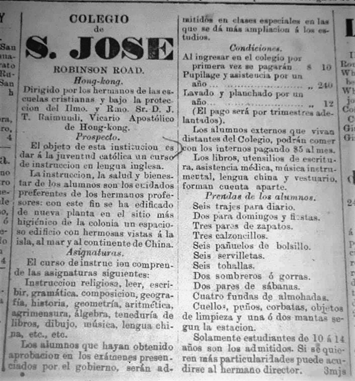 COLEGIO
de
S. JOSE
ROBINSON ROAD.
Hong-kong.
Dirigido por los hermanos de las es-
cuelas cristianas y bajo la protec-
cion del Ilmo. y Rmo. Sr. D. J.
T. Raimundi, Vicario Apostólico
de Hong-kong.
Prospecto.
El objeto de esta institucion es
dar á la juventud católica un curso
de instruccion en lengua inglesa.
La instruccion, la salud y bienes-
tar de los alumnos son los cuidados
preferentes de los hermanos profe-
sores: con este fin se ha edificado
de nueva planta en el sitio más
higiénico de la colonia un espacio-
so edificio con hermosas vistas á la
isla, al mar y al continente de China.
Asignaturas.
El curso de instruccion compren-
de las asignaturas siguientes:
Instruccion religiosa, leer, escri-
bir, gramática, composicion, geogra-
fía, historia, geometría, aritmética,
agrimensura, álgebra, teneduría de
libros, dibujo, música, lengua chi-
na, etc., etc.
Los alumnos que hayan obtenido
aprobacion en los exámenes presen-
ciados por el gobierno, serán ad-
mitidos en clases especiales en las
que se dá más ampliacion á los es-
tudios.
Condiciones.
Al ingresar en el colegio por
primera vez se pagarán $ 10
Pupilage y asistencia por un
año... 240
Lavado y planchado por un
año... 12
(El pago será por trimestres ade-
lantados).
Los alumnos externos que vivan
distantes del Colegio, podrán comer
con los internos pagando $5 al mes.
Los libros, utensilios de escritu-
ra, asistencia médica, música instru-
mental, lengua china y vestuario,
forman cuenta aparte.
Prendas de los alumnos.
Seis trajes para diario.
Dos para domingos y fiestas.
Tres pares de zapatos.
Tres calzoncillos.
Seis pañuelos de bolsillo.
Seis servilletas.
Seis tohallas.
Dos sombreros ó gorras.
Dos pares de sábanas.
Cuatro fundas de almohadas.
Cuellos, puños, corbatas, objetos
de limpieza y una ó dos mantas se-
gun la estacion.
Solamente estudiantes de 10 á 14
años son los admitidos. Si se quie-
ren más particularidades puede acu-
dirse al hermano director. 3mjs